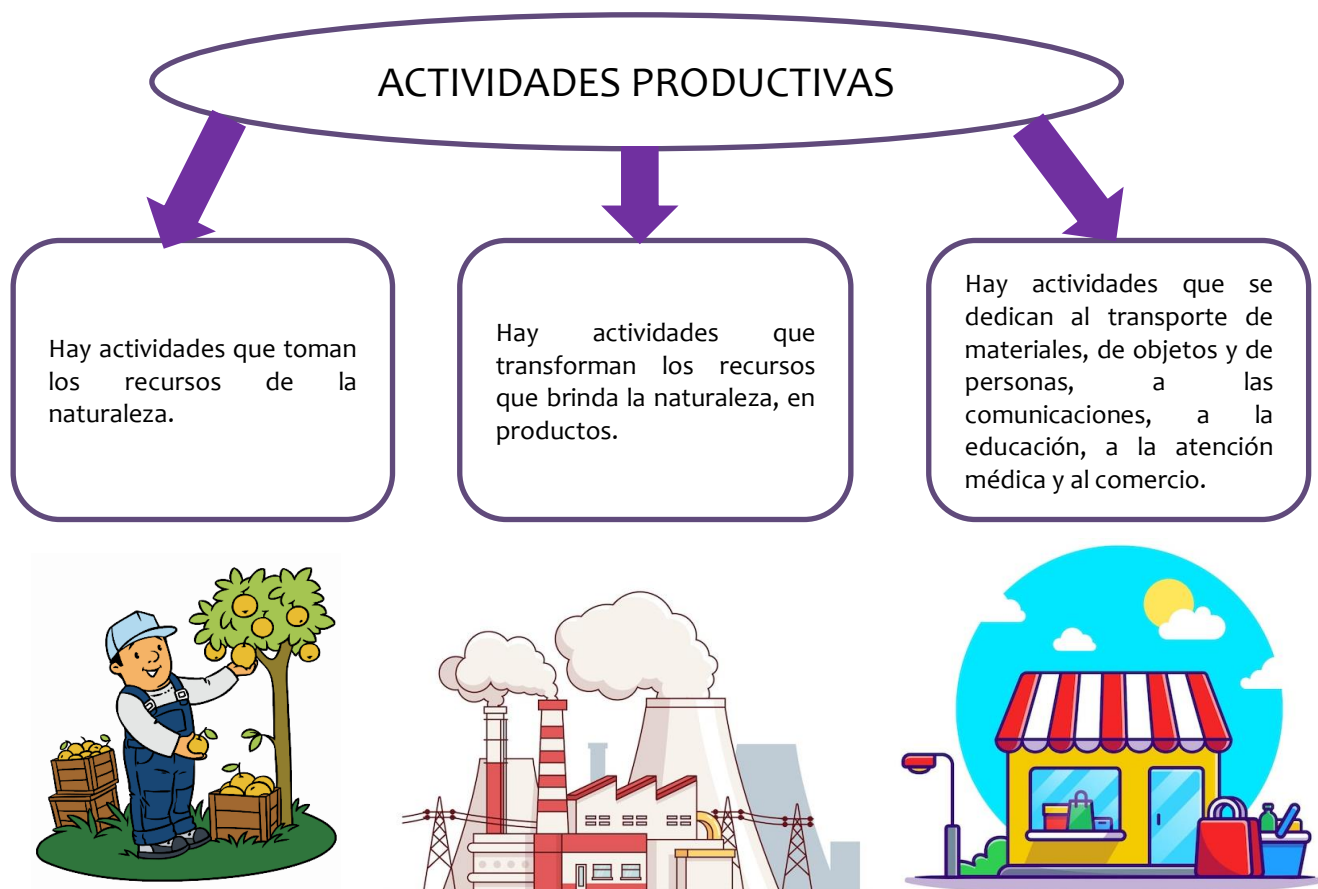 ACTIVIDADES PRODUCTIVAS
Hay actividades que toman
los recursos de la
naturaleza.
Hay actividades que
transforman los recursos
que brinda la naturaleza, en
productos.
Hay actividades que se
dedican al transporte de
materiales, de objetos y de
personas, a las
comunicaciones, a la
educación, a la atención
médica y al comercio.